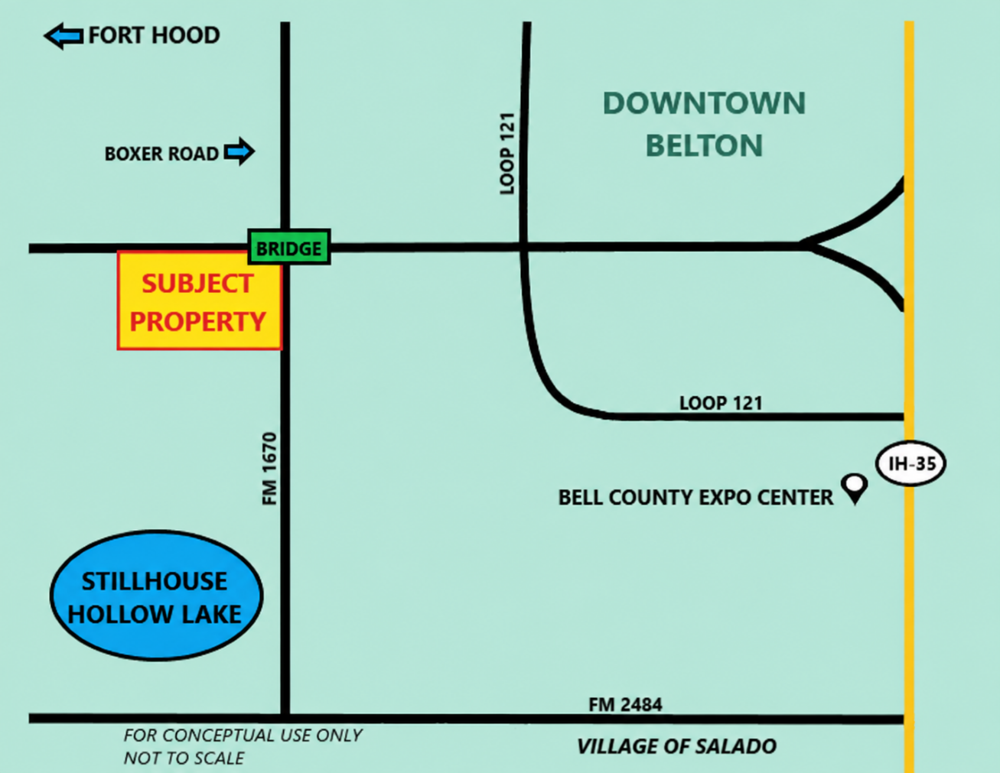 FORT HOOD
DOWNTOWN
BELTON
LOOP 121
BOXER ROAD
BRIDGE
SUBJECT
PROPERTY
LOOP 121
FM 1670
IH-35
BELL COUNTY EXPO CENTER
STILLHOUSE
HOLLOW LAKE
FM 2484
FOR CONCEPTUAL USE ONLY
NOT TO SCALE
VILLAGE OF SALADO